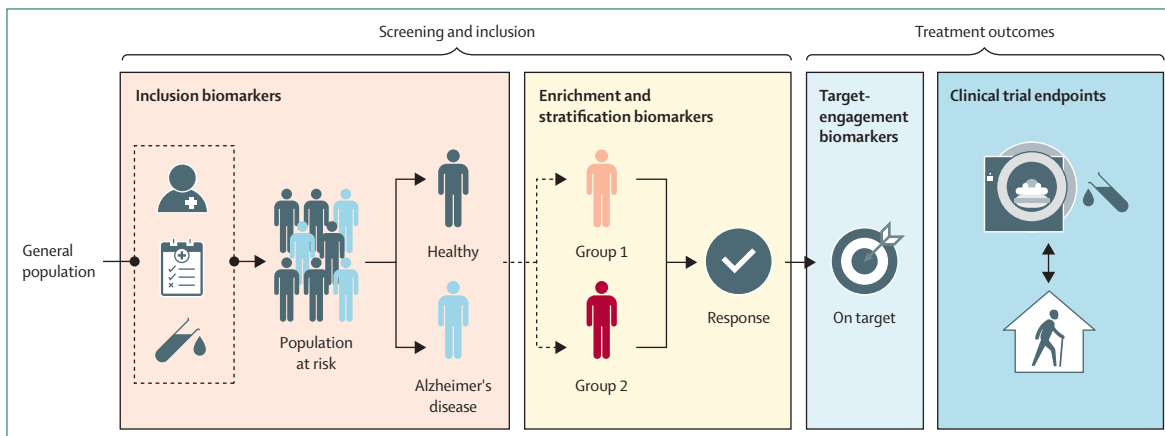 Screening and inclusion
Treatment outcomes
Inclusion biomarkers
Enrichment and
stratification biomarkers
Target-
engagement
biomarkers
Clinical trial endpoints
General
population
Population
at risk
Healthy
Alzheimer's
disease
Group 1
Group 2
Response
On target